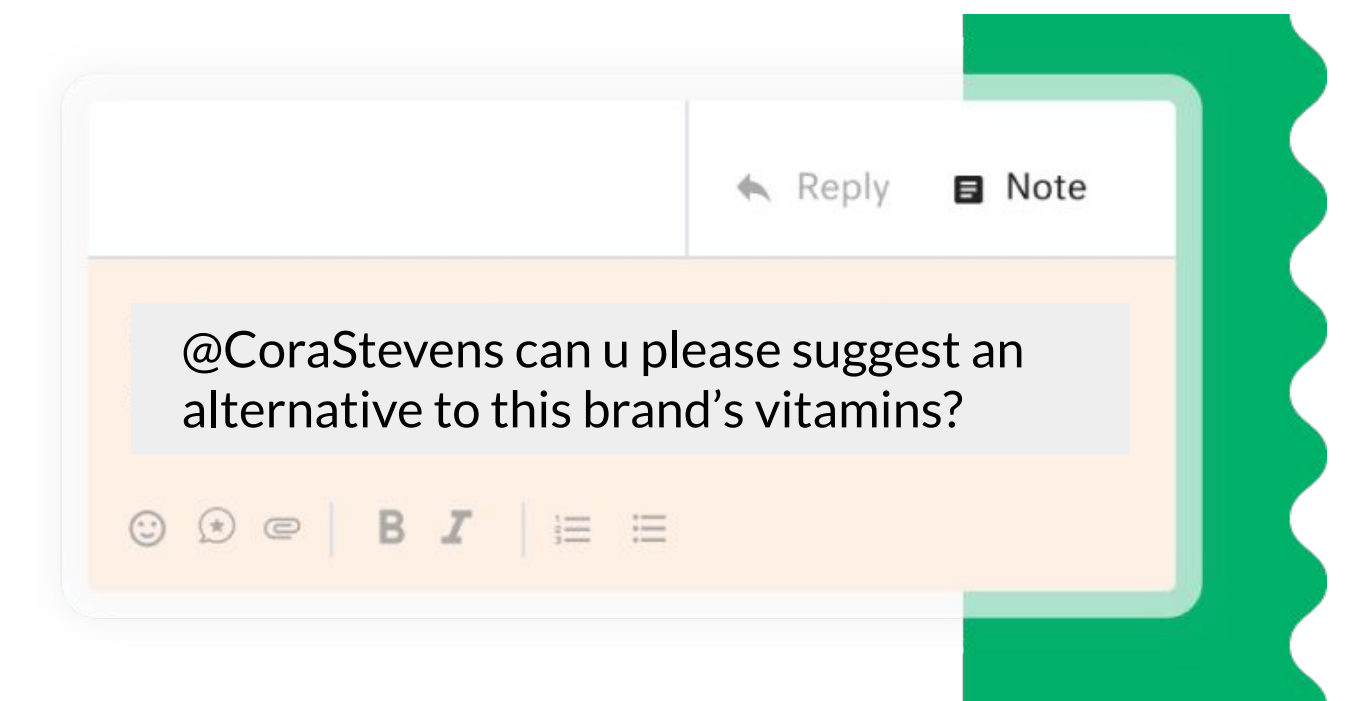 Reply Note
@CoraStevens can u please suggest an
alternative to this brand’s vitamins?
B I